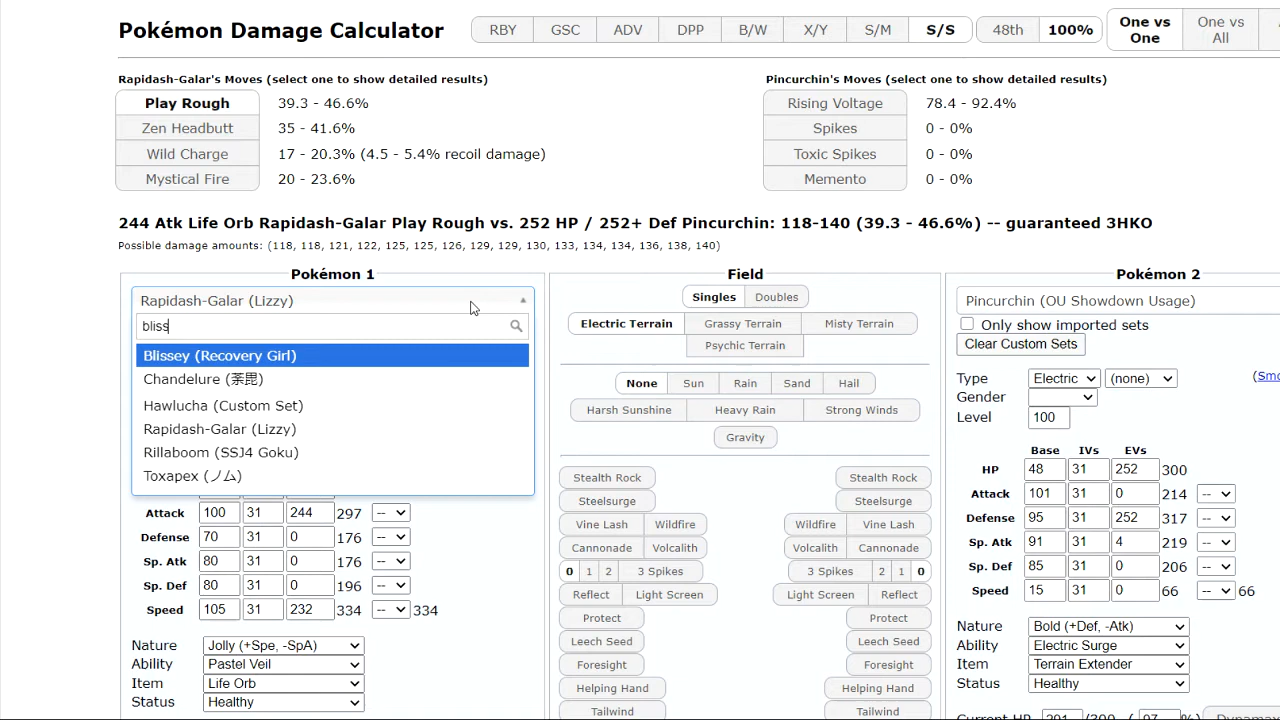 Pokémon Damage Calculator
RBY GSC ADV DPP B/W X/Y S/M S/S 48th 100% One vs One One vs All
Rapidash-Galar's Moves (select one to show detailed results)
Play Rough 39.3 - 46.6%
Zen Headbutt 35 - 41.6%
Wild Charge 17 - 20.3% (4.5 - 5.4% recoil damage)
Mystical Fire 20 - 23.6%
Pincurchin's Moves (select one to show detailed results)
Rising Voltage 78.4 - 92.4%
Spikes 0 - 0%
Toxic Spikes 0 - 0%
Memento 0 - 0%
244 Atk Life Orb Rapidash-Galar Play Rough vs. 252 HP / 252+ Def Pincurchin: 118-140 (39.3 - 46.6%) -- guaranteed 3HKO
Possible damage amounts: (118, 118, 121, 122, 125, 125, 126, 129, 129, 130, 133, 134, 134, 136, 138, 140)
Pokémon 1
Rapidash-Galar (Lizzy)
bliss
Blissey (Recovery Girl)
Chandelure (荼毘)
Hawlucha (Custom Set)
Rapidash-Galar (Lizzy)
Rillaboom (SSJ4 Goku)
Toxapex (ノム)
Attack 100 31 244 297 --
Defense 70 31 0 176 --
Sp. Atk 80 31 0 176 --
Sp. Def 80 31 0 196 --
Speed 105 31 232 334 -- 334
Nature Jolly (+Spe, -SpA)
Ability Pastel Veil
Item Life Orb
Status Healthy
Field
Singles Doubles
Electric Terrain Grassy Terrain Misty Terrain
Psychic Terrain
None Sun Rain Sand Hail
Harsh Sunshine Heavy Rain Strong Winds
Gravity
Stealth Rock Stealth Rock
Steelsurge Steelsurge
Vine Lash Wildfire Wildfire Vine Lash
Cannonade Volcalith Volcalith Cannonade
0 1 2 3 Spikes 3 Spikes 2 1 0
Reflect Light Screen Light Screen Reflect
Protect Protect
Leech Seed Leech Seed
Foresight Foresight
Helping Hand Helping Hand
Tailwind Tailwind
Pokémon 2
Pincurchin (OU Showdown Usage)
Only show imported sets
Clear Custom Sets
Type Electric (none)
Gender
Level 100
Base IVs EVs
HP 48 31 252 300
Attack 101 31 0 214 --
Defense 95 31 252 317 --
Sp. Atk 91 31 4 219 --
Sp. Def 85 31 0 206 --
Speed 15 31 0 66 -- 66
Nature Bold (+Def, -Atk)
Ability Electric Surge
Item Terrain Extender
Status Healthy
Current HP 291 /300 ( 97 %)